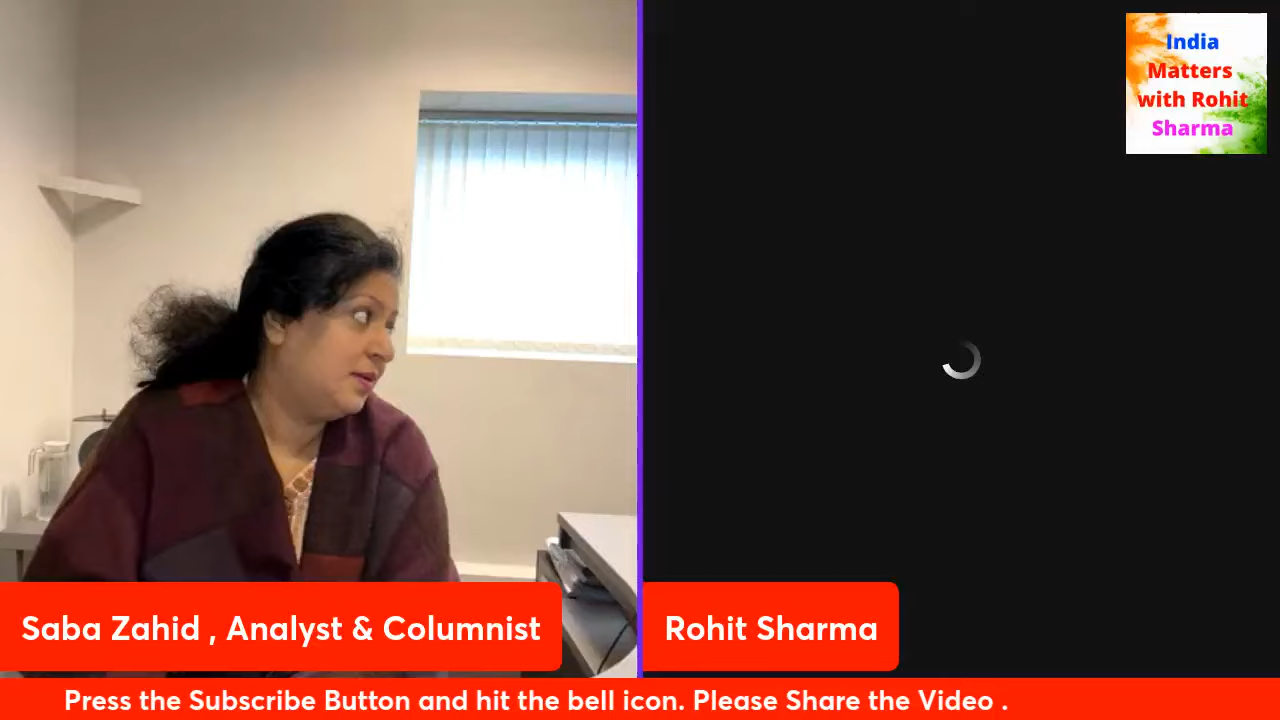 India
Matters
with Rohit
Sharma
Saba Zahid , Analyst & Columnist
Rohit Sharma
Press the Subscribe Button and hit the bell icon. Please Share the Video .